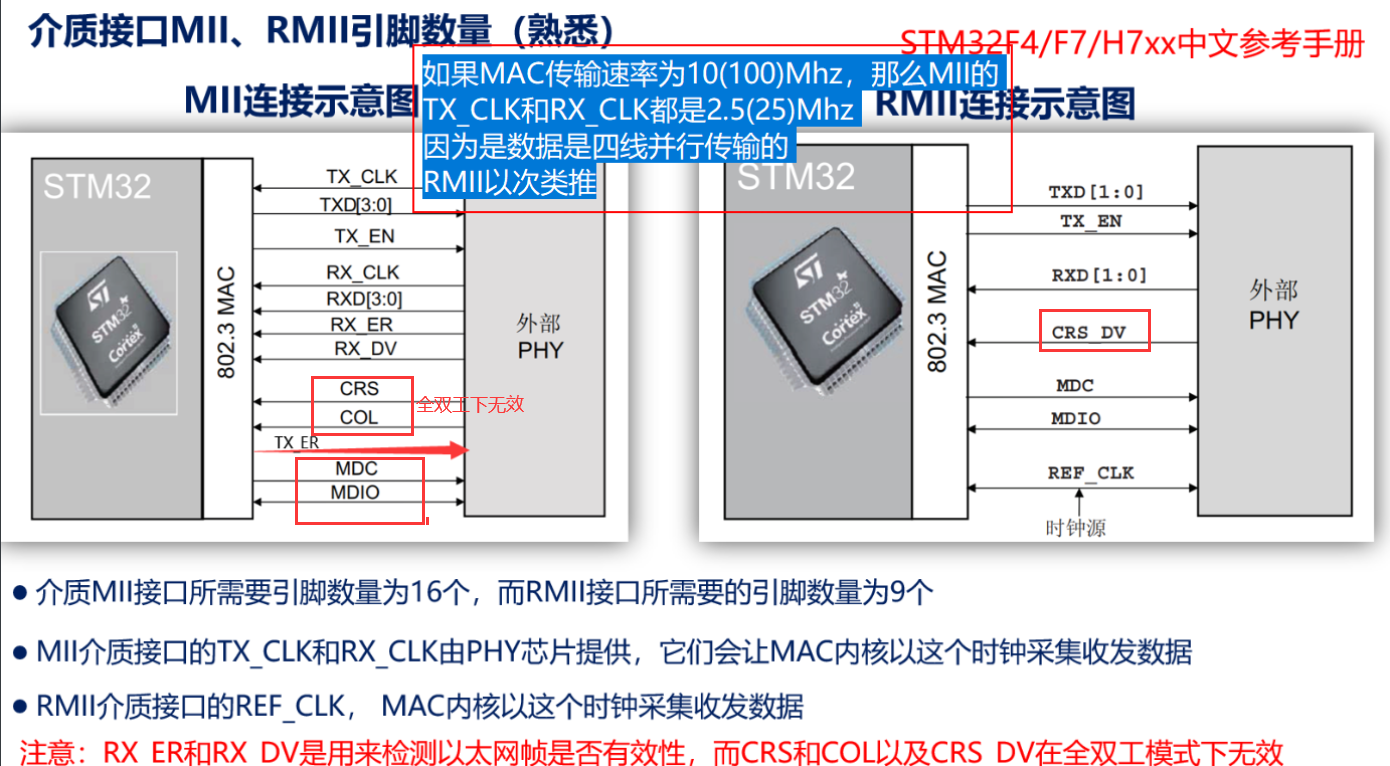 介质接口MII、RMII引脚数量（熟悉）
STM32F4/F7/H7xx中文参考手册
MII连接示意图
如果MAC传输速率为10(100)Mhz，那么MII的
TX_CLK和RX_CLK都是2.5(25)Mhz
因为是数据是四线并行传输的
RMII以次类推
RMII连接示意图
STM32
802.3 MAC
TX_CLK
TXD[3:0]
TX_EN
RX_CLK
RXD[3:0]
RX_ER
RX_DV
CRS
COL
全双工下无效
TX_ER
MDC
MDIO
外部
PHY
STM32
Cortex
STM32
802.3 MAC
TXD[1:0]
TX_EN
RXD[1:0]
CRS_DV
MDC
MDIO
REF_CLK
时钟源
外部
PHY
STM32
Cortex
● 介质MII接口所需要引脚数量为16个，而RMII接口所需要的引脚数量为9个
● MII介质接口的TX_CLK和RX_CLK由PHY芯片提供，它们会让MAC内核以这个时钟采集收发数据
● RMII介质接口的REF_CLK， MAC内核以这个时钟采集收发数据
注意：RX_ER和RX_DV是用来检测以太网帧是否有效性，而CRS和COL以及CRS_DV在全双工模式下无效